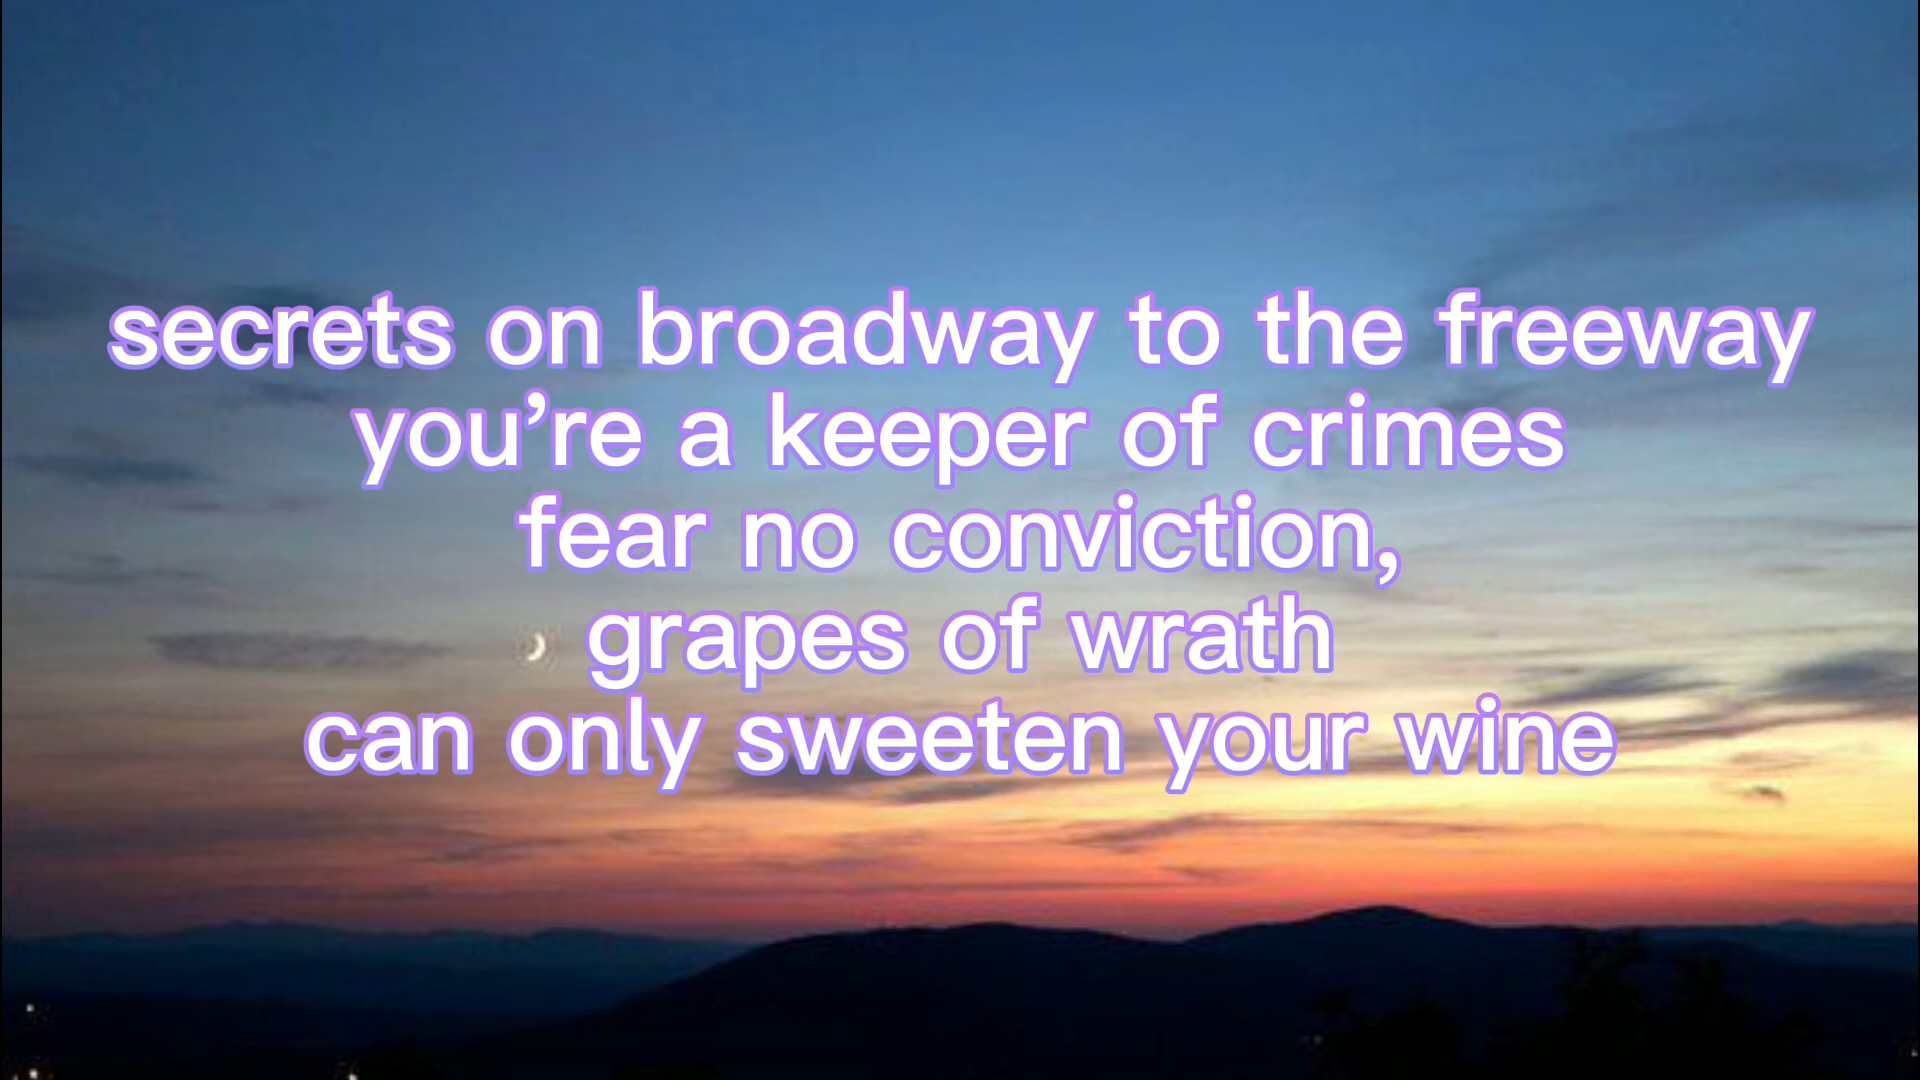 secrets on broadway to the freeway
you’re a keeper of crimes
fear no conviction,
grapes of wrath
can only sweeten your wine